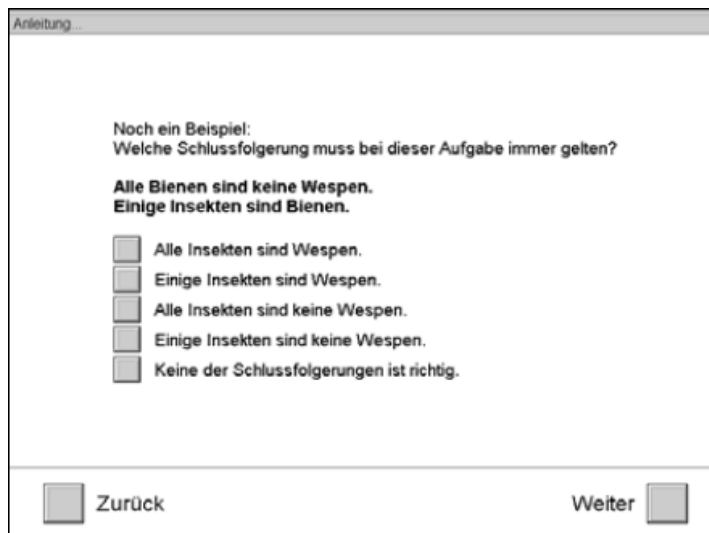 Anleitung...
Noch ein Beispiel:
Welche Schlussfolgerung muss bei dieser Aufgabe immer gelten?
Alle Bienen sind keine Wespen.
Einige Insekten sind Bienen.
Alle Insekten sind Wespen.
Einige Insekten sind Wespen.
Alle Insekten sind keine Wespen.
Einige Insekten sind keine Wespen.
Keine der Schlussfolgerungen ist richtig.
Zurück
Weiter